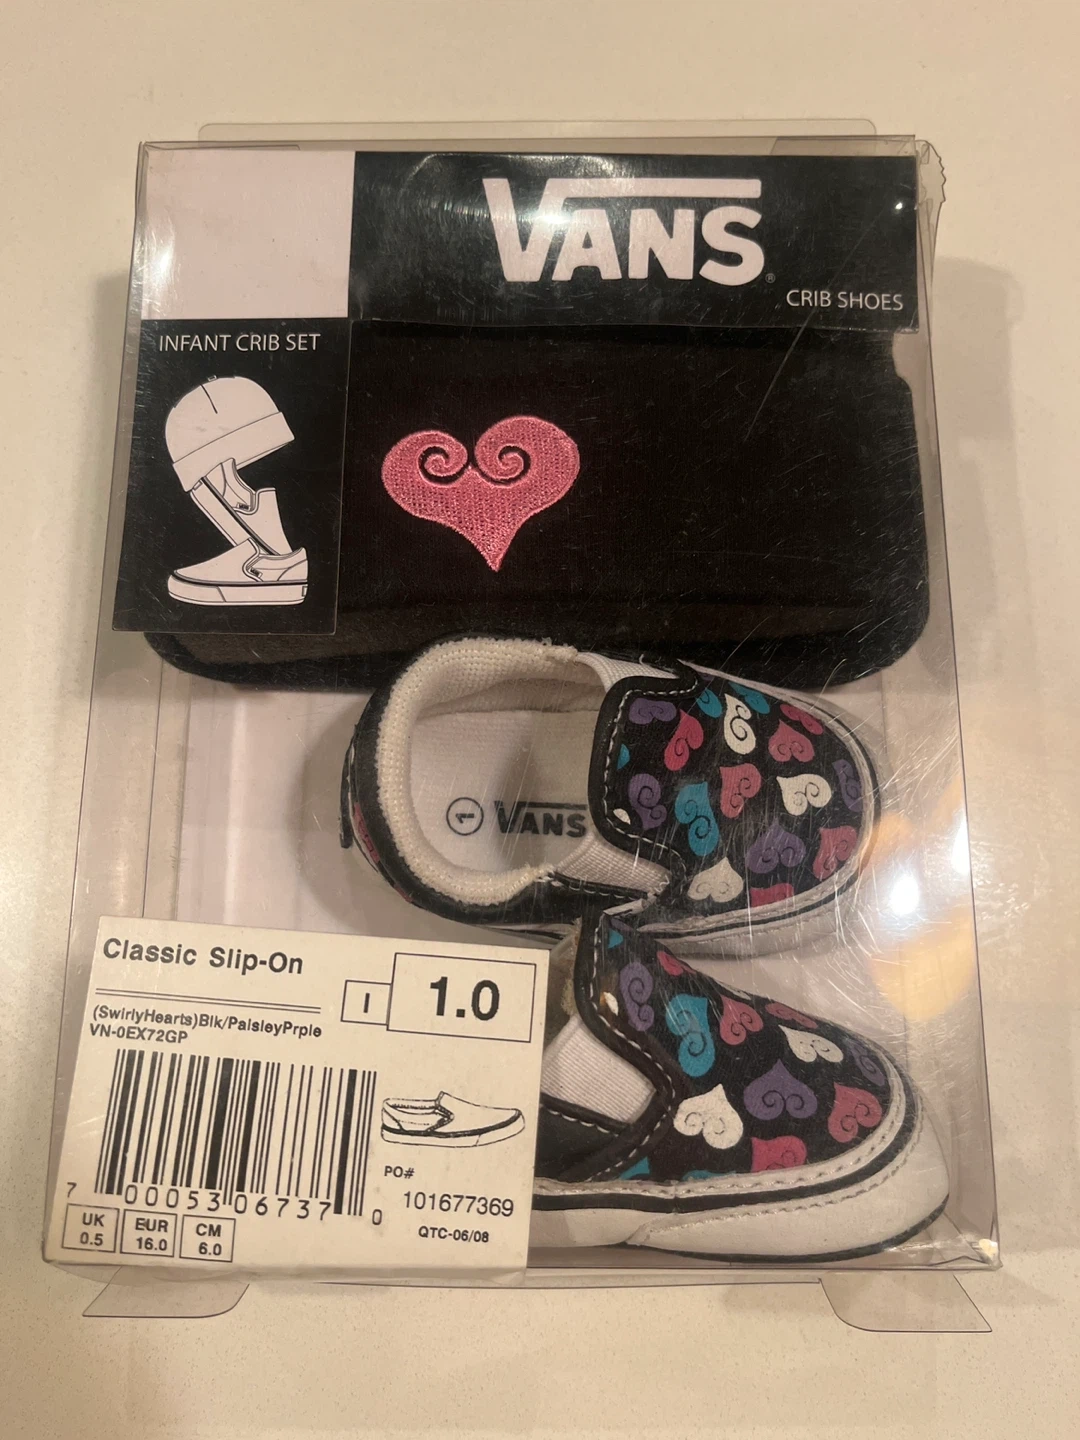 VANS®
CRIB SHOES
INFANT CRIB SET
1 VANS
Classic Slip-On
I 1.0
(SwirlyHearts)Blk/PaisleyPrple
VN-0EX72GP
7 00053 06737 0
PO#
101677369
QTC-06/08
UK 0.5
EUR 16.0
CM 6.0